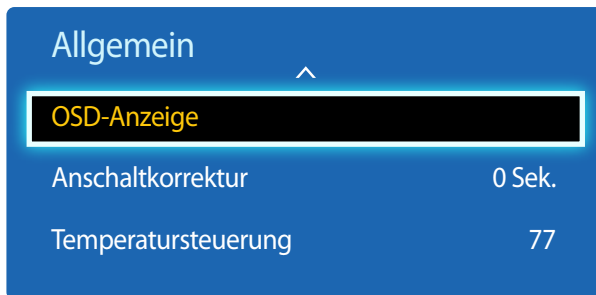 Allgemein
OSD-Anzeige
Anschaltkorrektur 0 Sek.
Temperatursteuerung 77